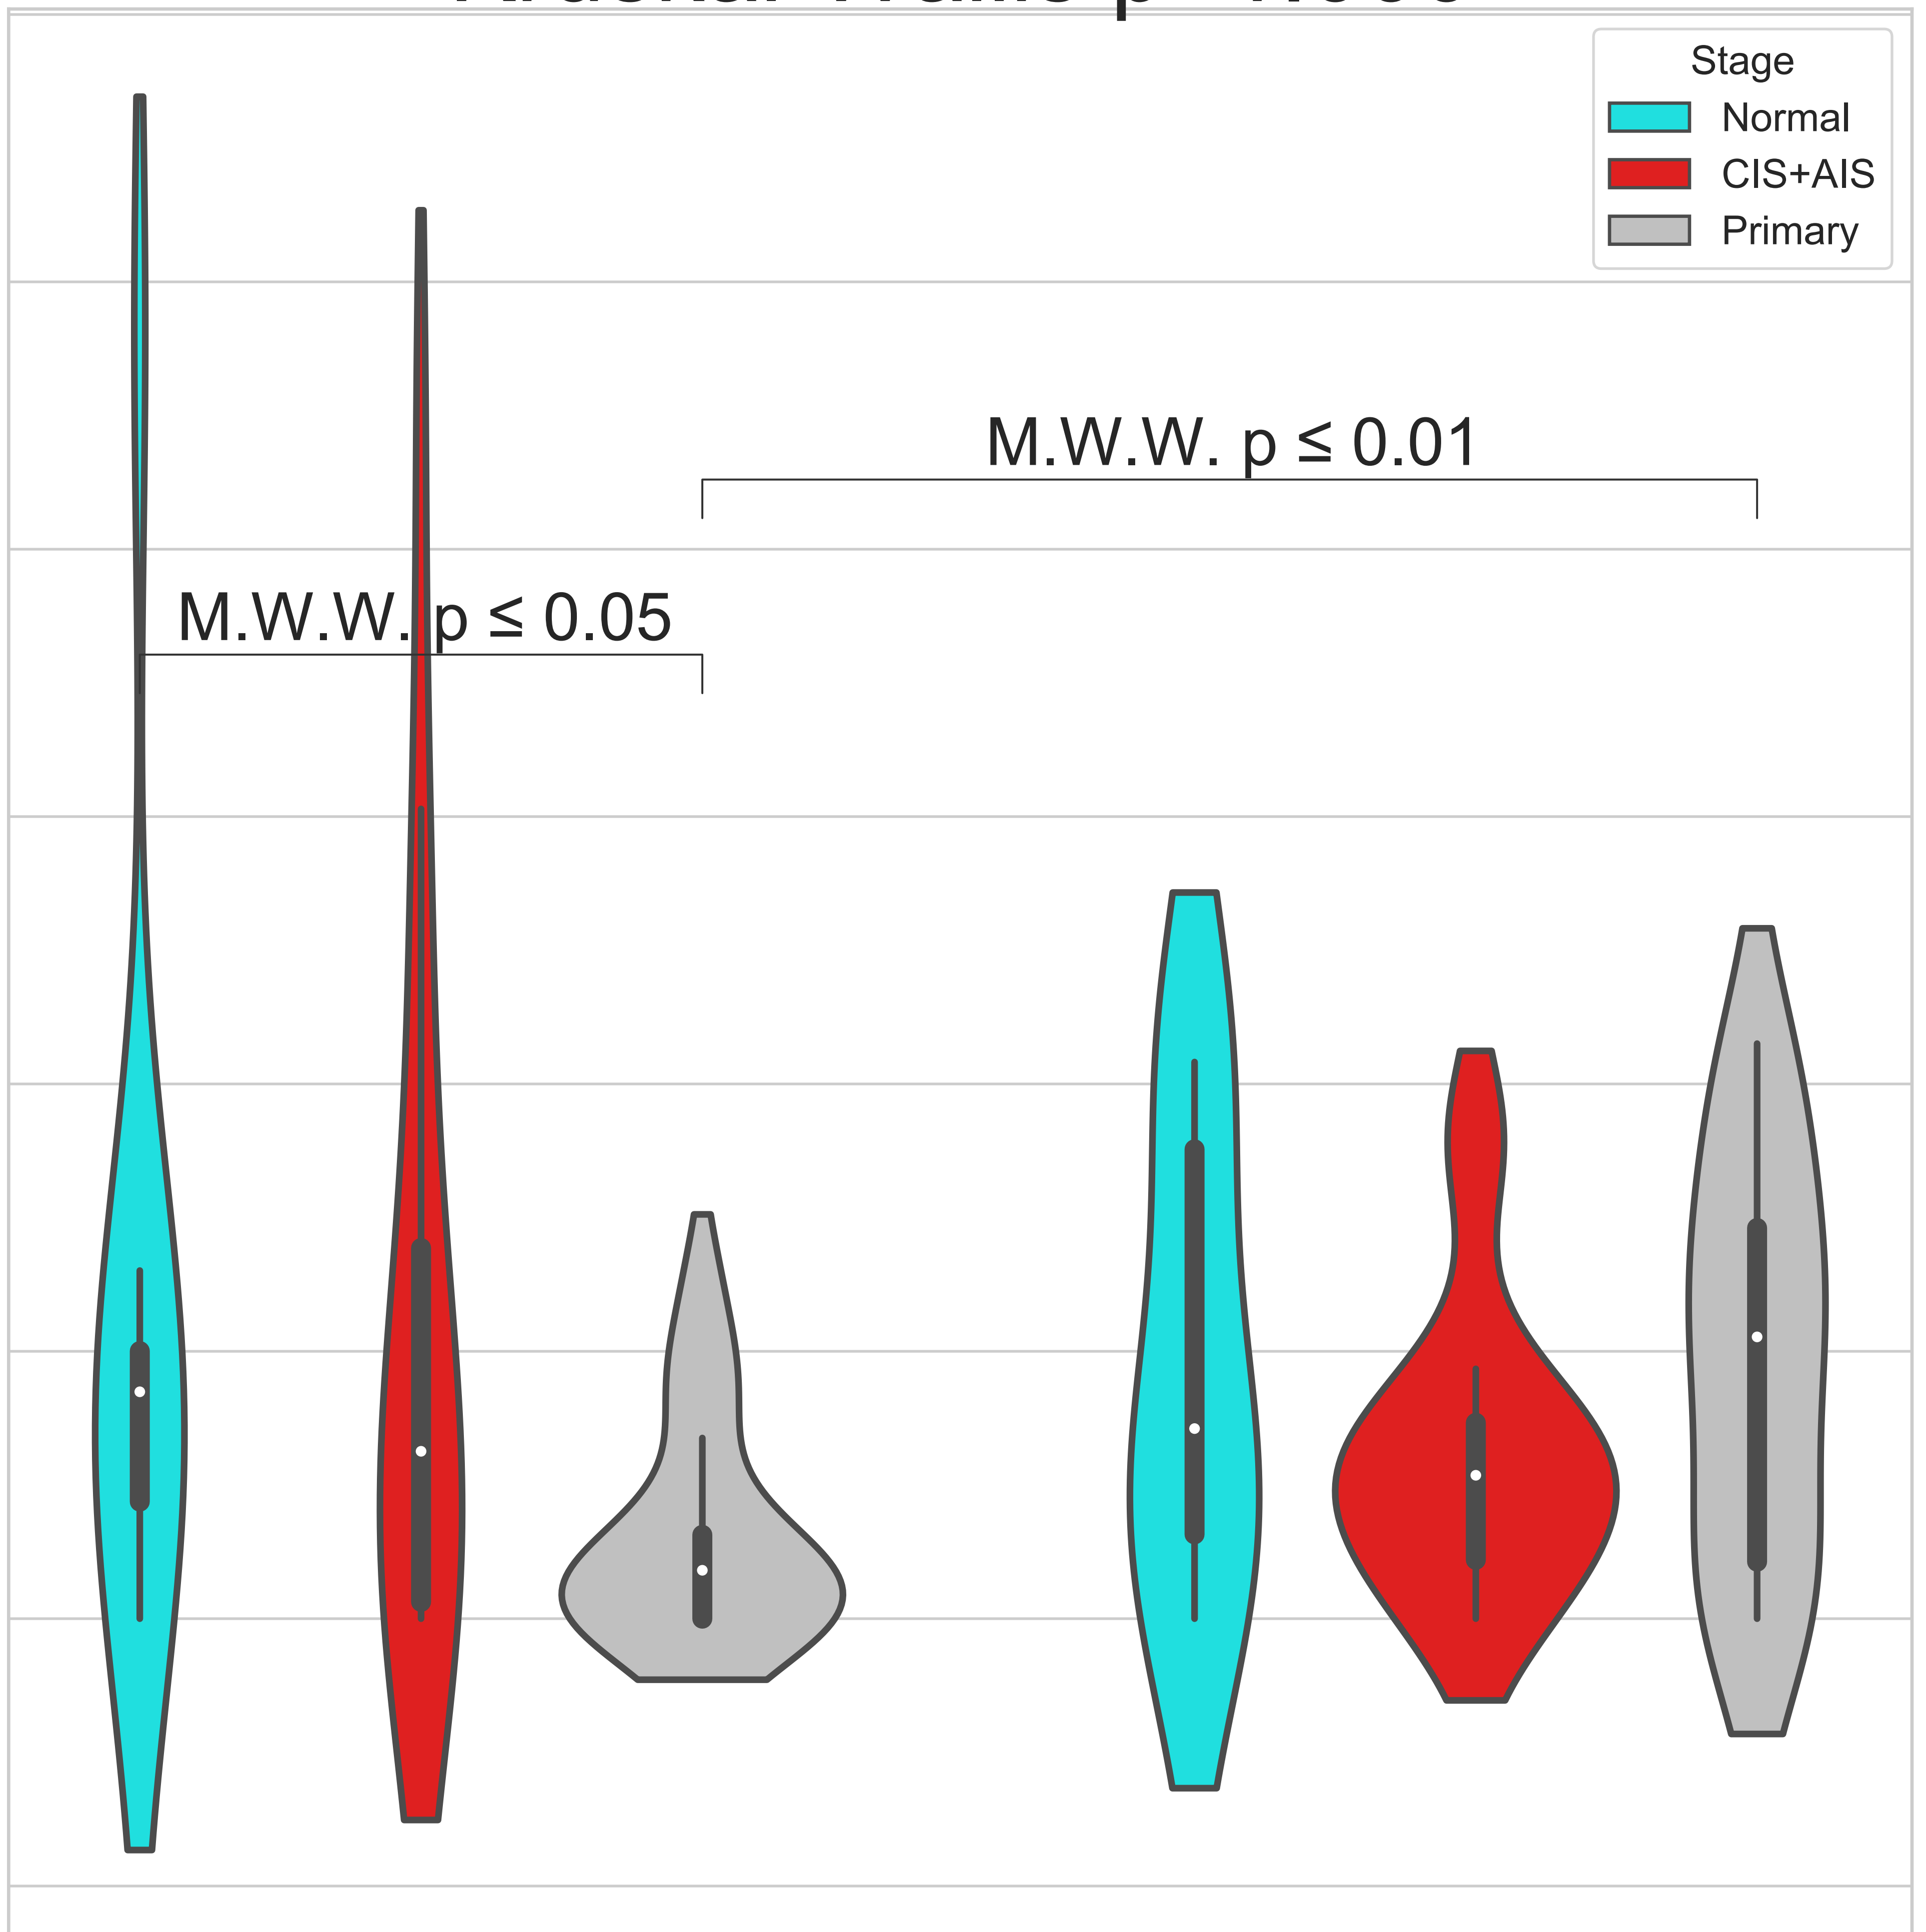 Stage
Normal
CIS+AIS
Primary
M.W.W. p ≤ 0.01
M.W.W. p ≤ 0.05